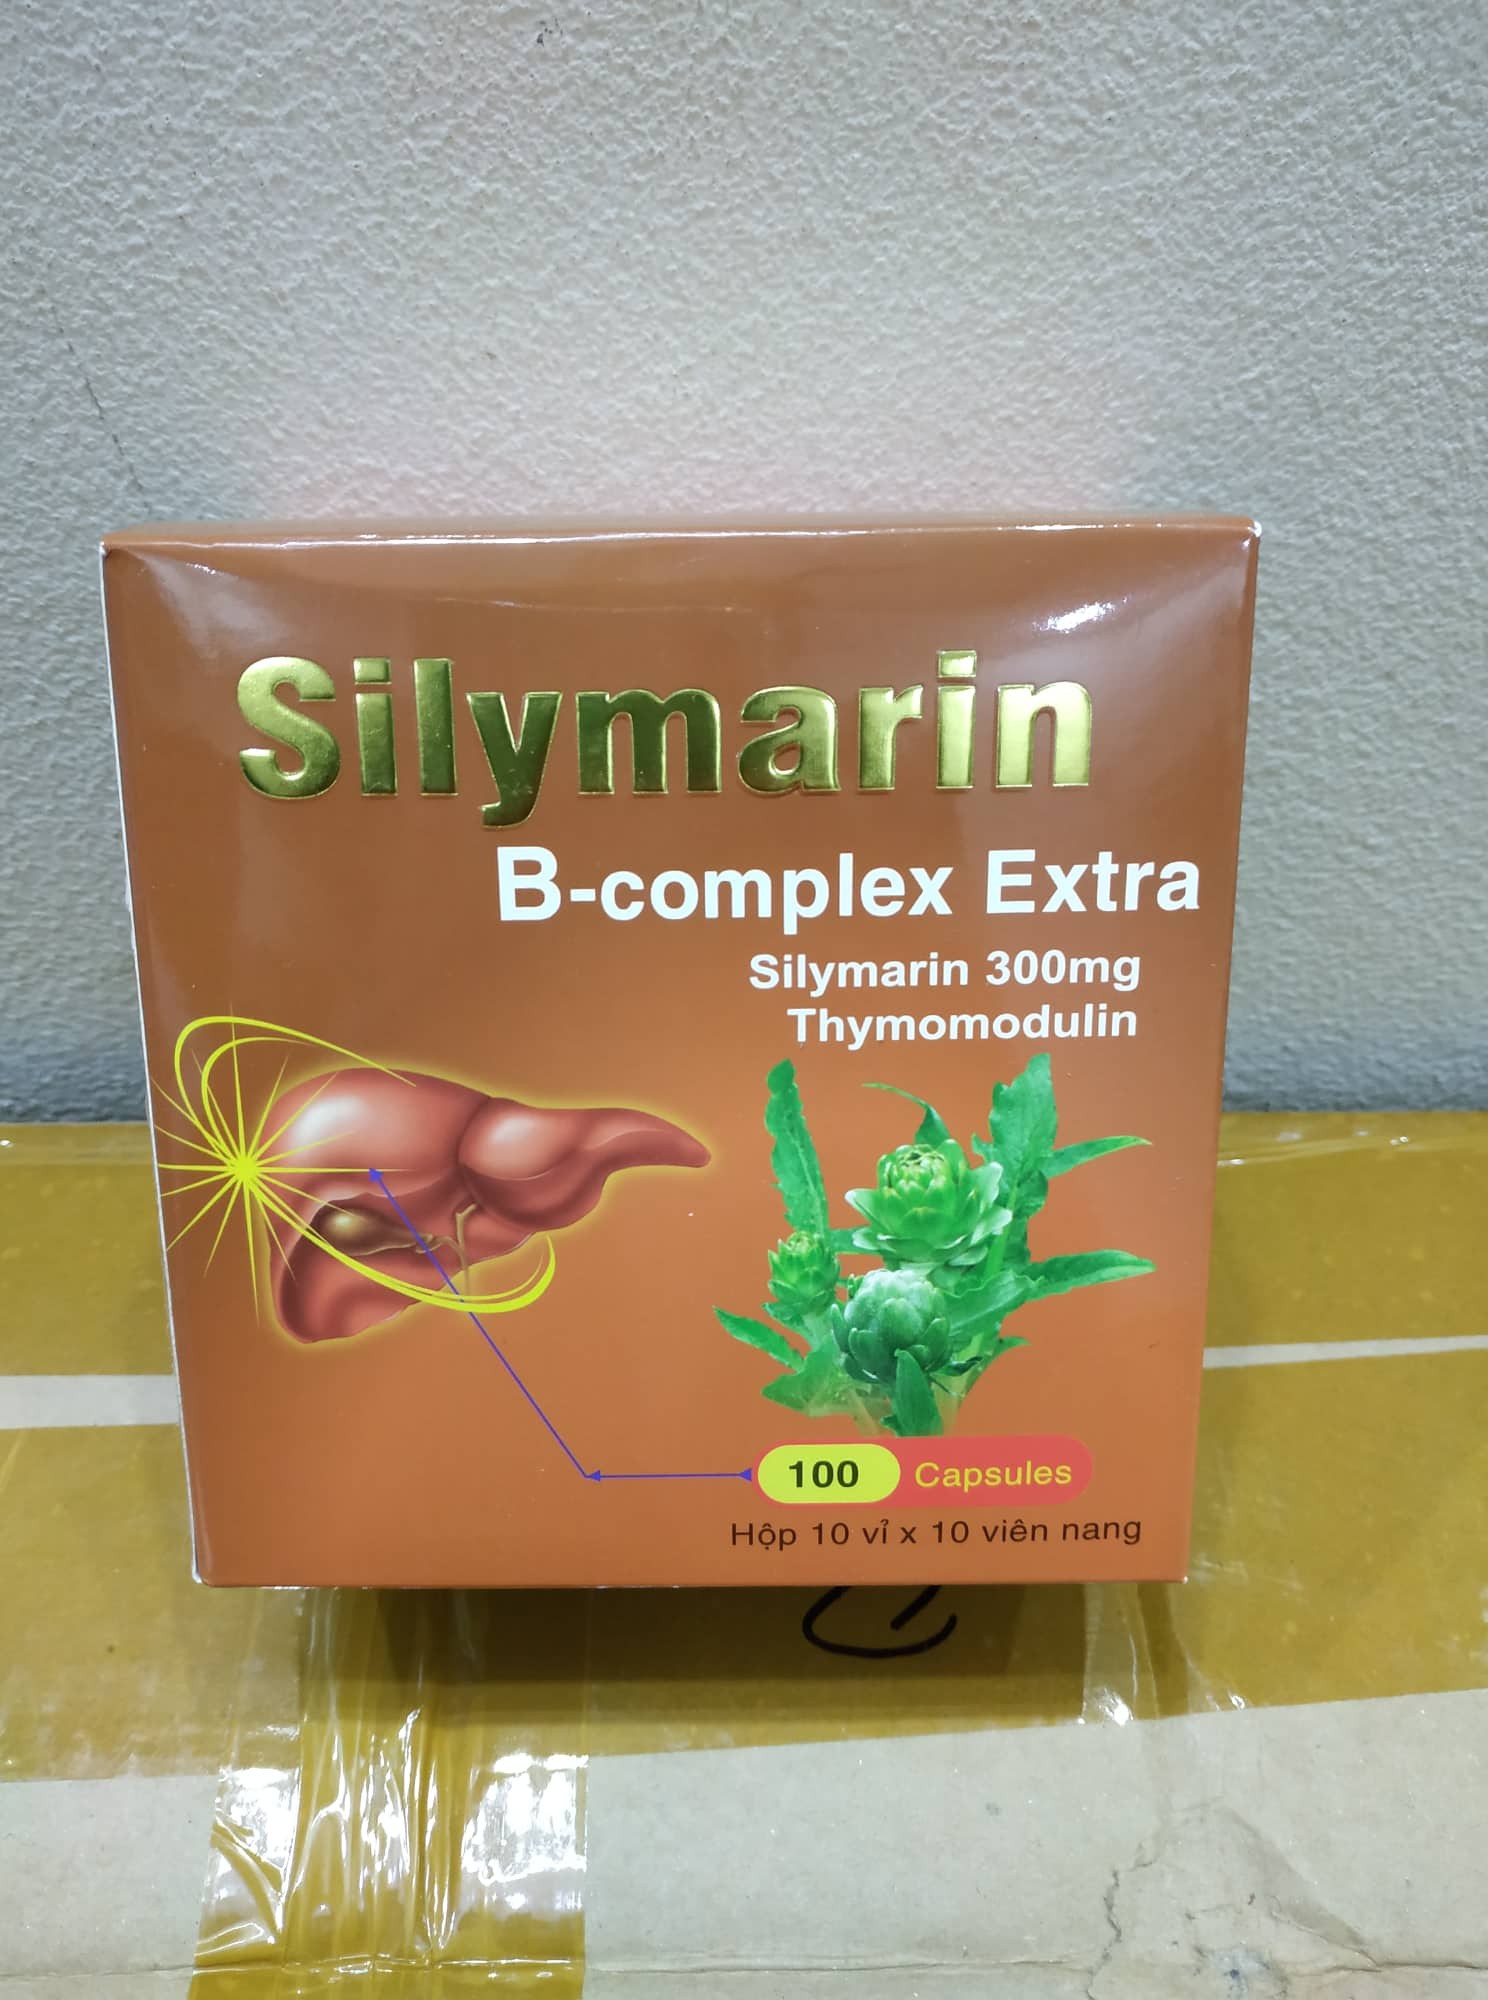 Silymarin
B-complex Extra
Silymarin 300mg
Thymomodulin
100 Capsules
Hộp 10 vỉ x 10 viên nang